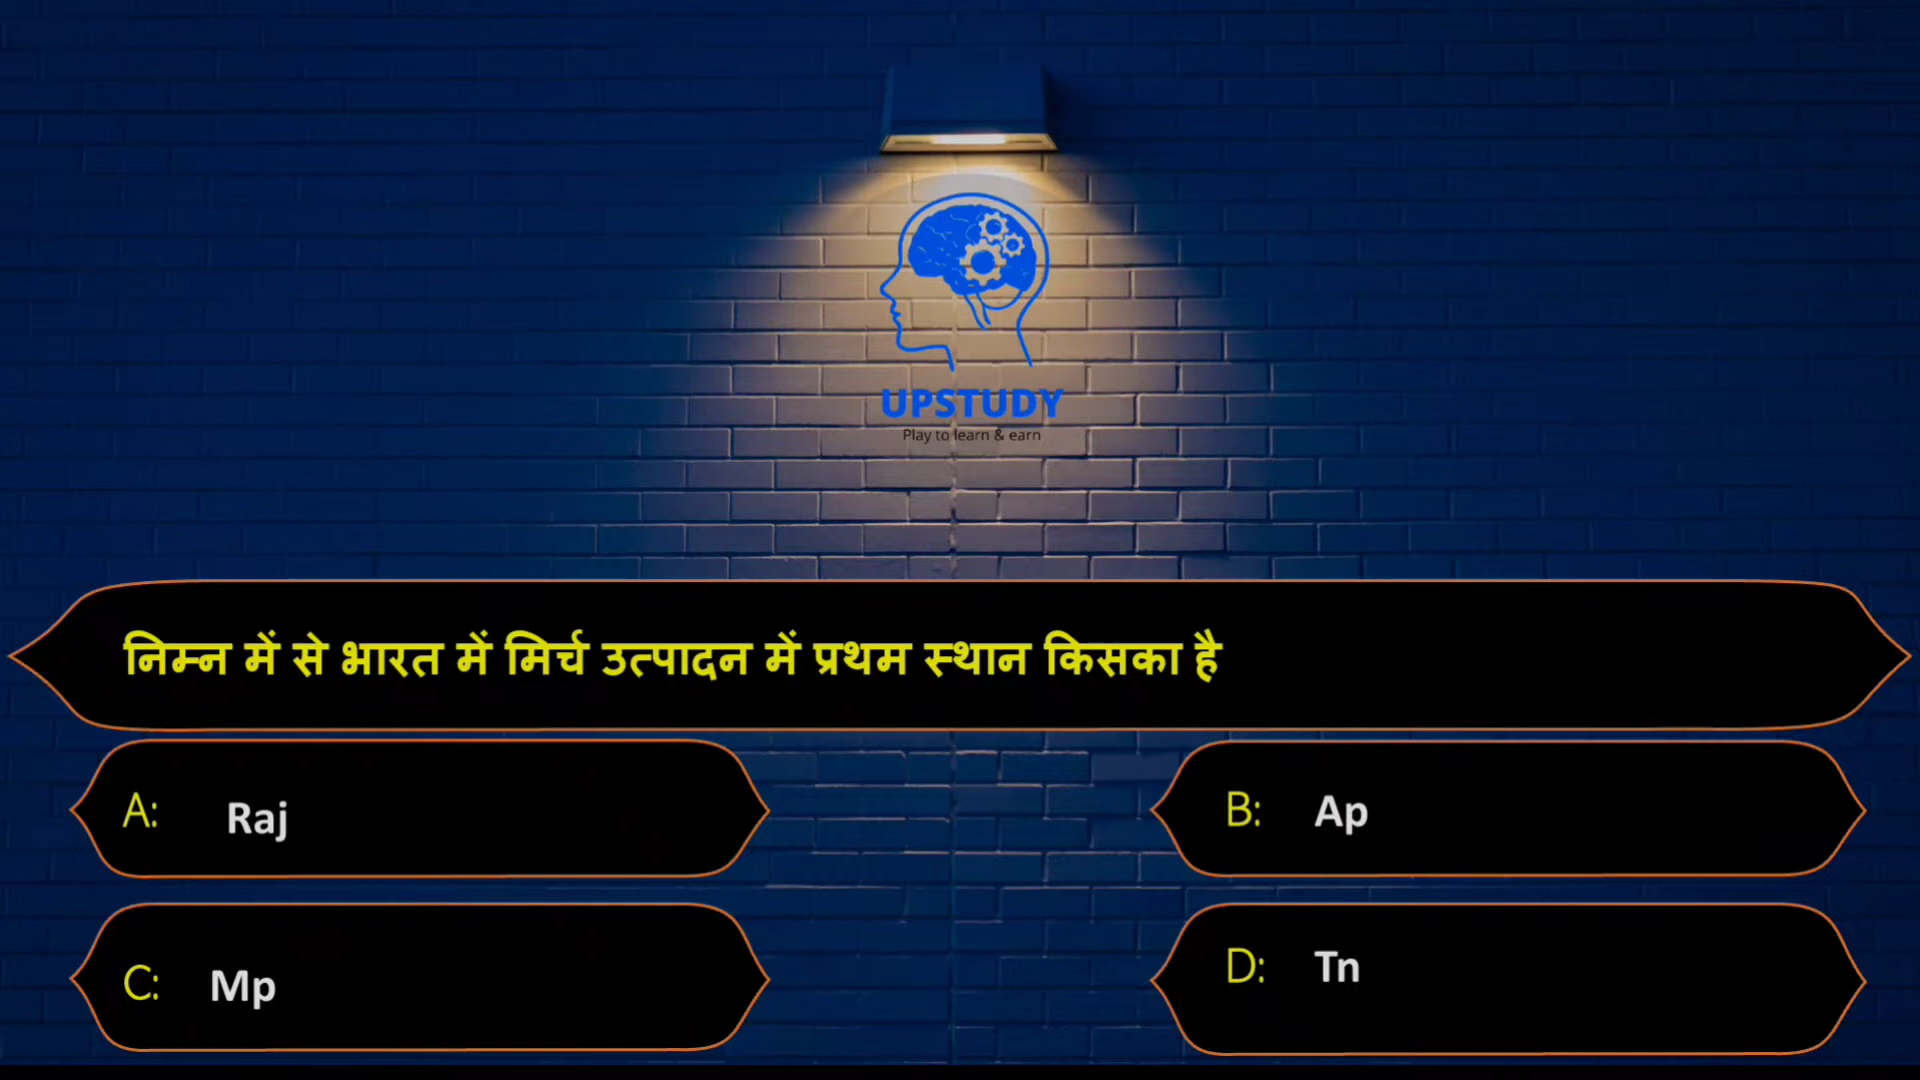 UPSTUDY
Play to learn & earn
निम्न में से भारत में मिर्च उत्पादन में प्रथम स्थान किसका है
A: Raj
B: Ap
C: Mp
D: Tn